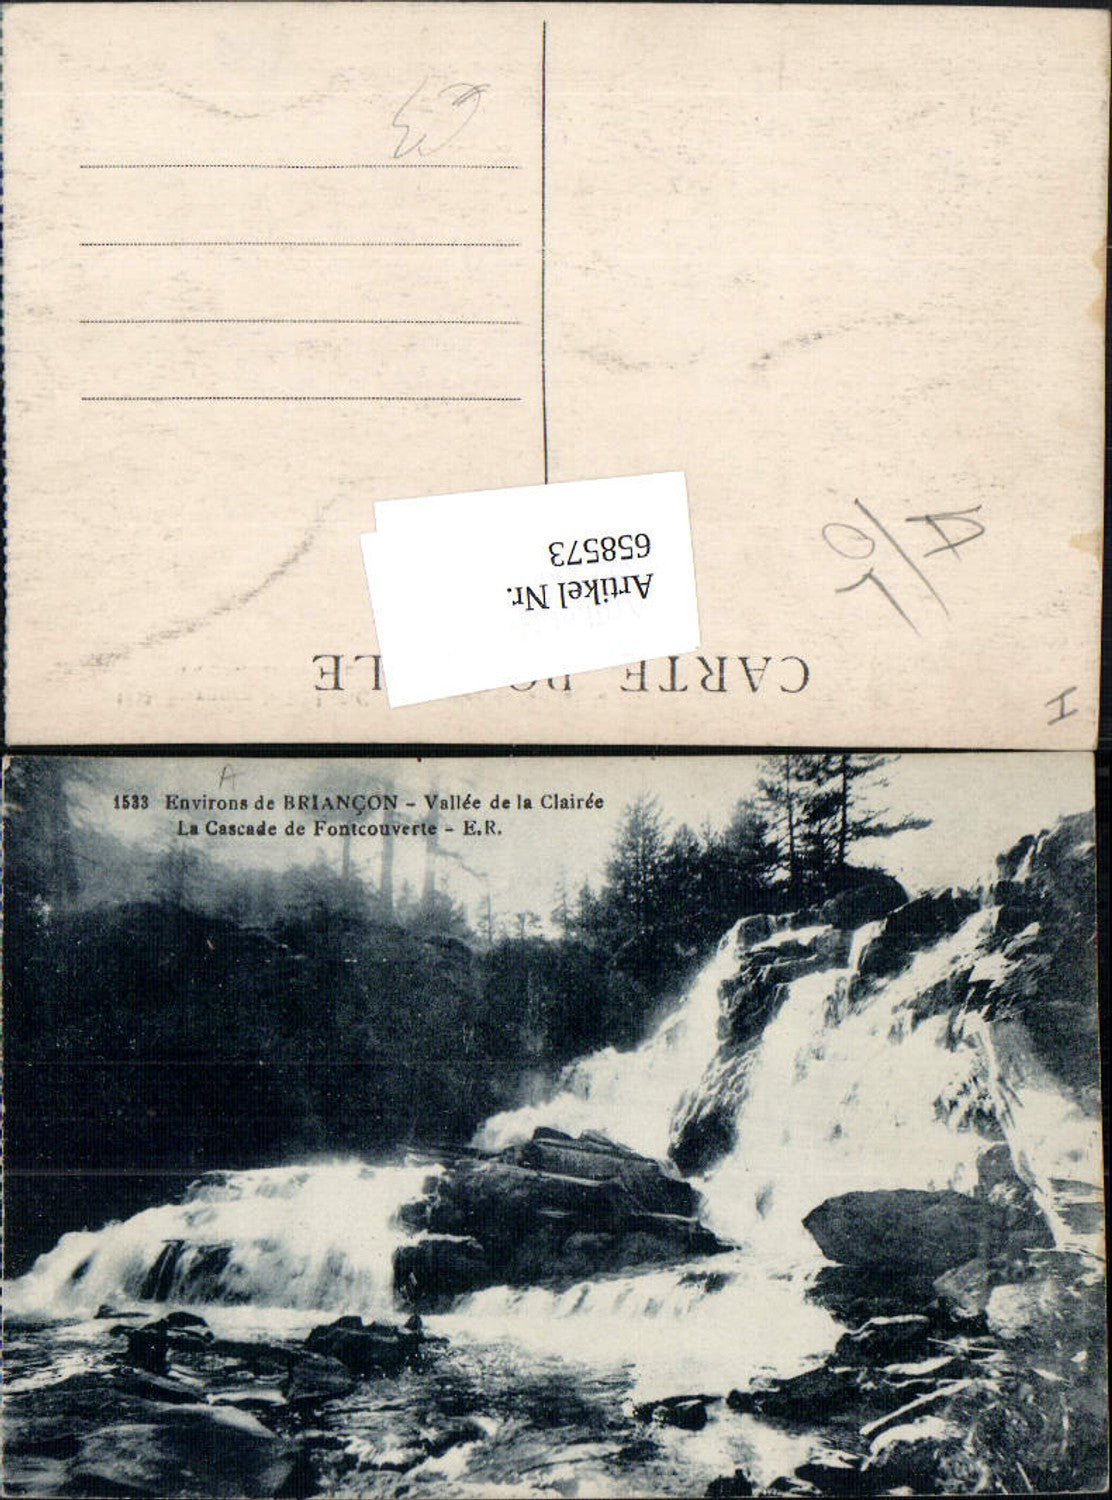 CARTE
Artikel Nr.
658573
A
I
A
1533 Environs de BRIANÇON - Vallée de la Clairée
La Cascade de Fontcouverte - E.R.